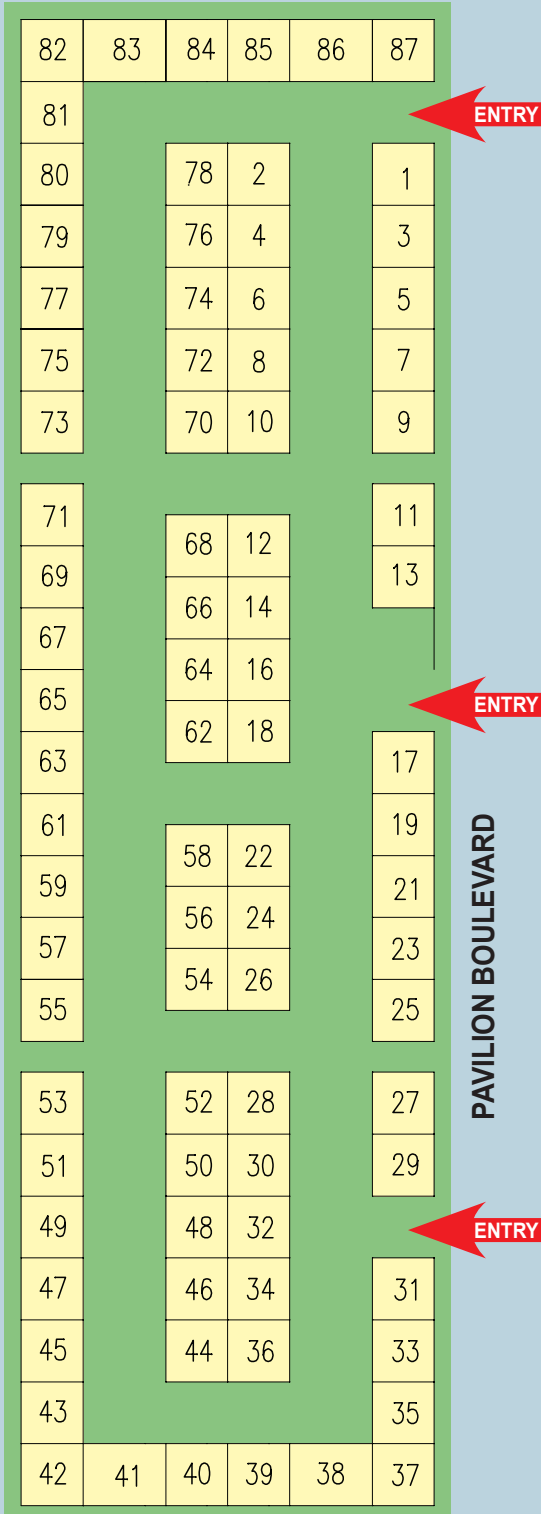 82 83 84 85 86 87
81 ENTRY
80 78 2 1
79 76 4 3
77 74 6 5
75 72 8 7
73 70 10 9
71 11
68 12
69 13
66 14
67
64 16
65 ENTRY
62 18
63 17
61 19
58 22
59 21
56 24
57 23
54 26
55 25
PAVILION BOULEVARD
53 52 28 27
51 50 30 29
49 48 32 ENTRY
47 46 34 31
45 44 36 33
43 35
42 41 40 39 38 37